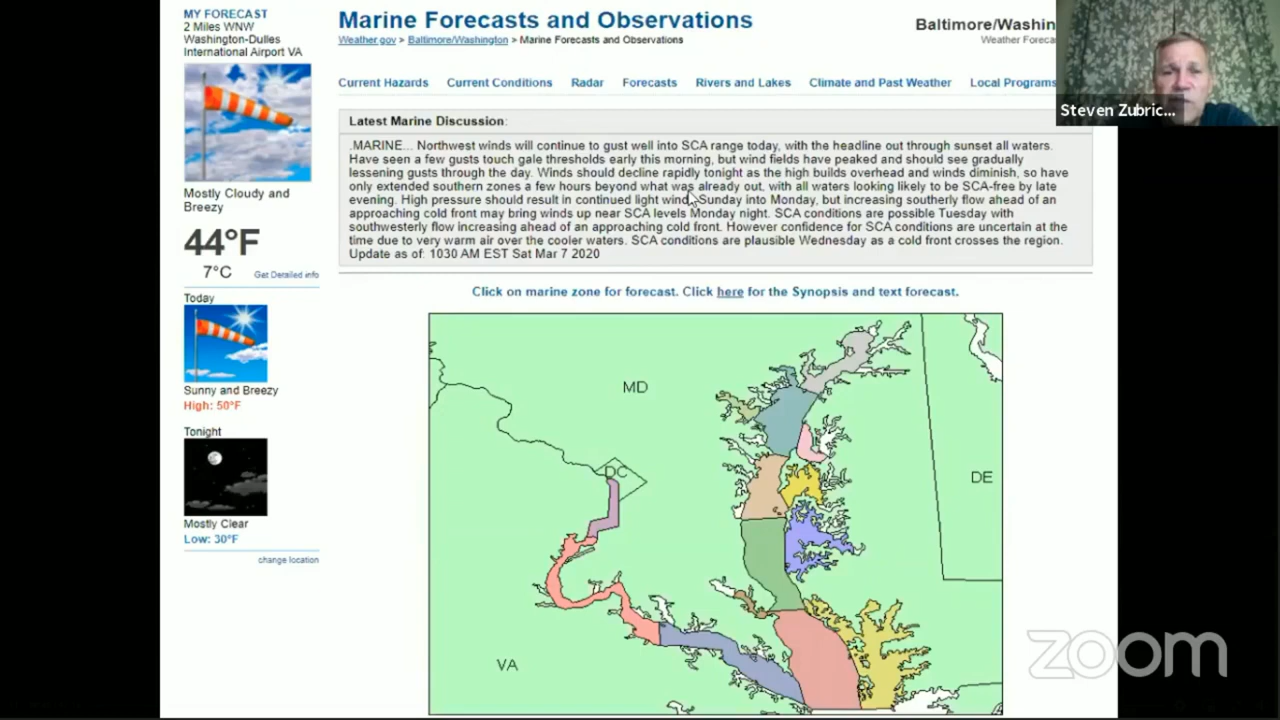 MY FORECAST
2 Miles WNW
Washington-Dulles
International Airport VA
Mostly Cloudy and
Breezy
44°F
7°C
Get Detailed info
Today
Sunny and Breezy
High: 50°F
Tonight
Mostly Clear
Low: 30°F
change location
Marine Forecasts and Observations
Weather.gov > Baltimore/Washington > Marine Forecasts and Observations
Baltimore/Washin
Weather Foreca
Current Hazards Current Conditions Radar Forecasts Rivers and Lakes Climate and Past Weather Local Programs
Latest Marine Discussion:
.MARINE... Northwest winds will continue to gust well into SCA range today, with the headline out through sunset all waters.
Have seen a few gusts touch gale thresholds early this morning, but wind fields have peaked and should see gradually
lessening gusts through the day. Winds should decline rapidly tonight as the high builds overhead and winds diminish, so have
only extended southern zones a few hours beyond what was already out, with all waters looking likely to be SCA-free by late
evening. High pressure should result in continued light wind Sunday into Monday, but increasing southerly flow ahead of an
approaching cold front may bring winds up near SCA levels Monday night. SCA conditions are possible Tuesday with
southwesterly flow increasing ahead of an approaching cold front. However confidence for SCA conditions are uncertain at the
time due to very warm air over the cooler waters. SCA conditions are plausible Wednesday as a cold front crosses the region.
Update as of: 1030 AM EST Sat Mar 7 2020
Click on marine zone for forecast. Click here for the Synopsis and text forecast.
MD
DC
DE
VA
Steven Zubric...
zoom